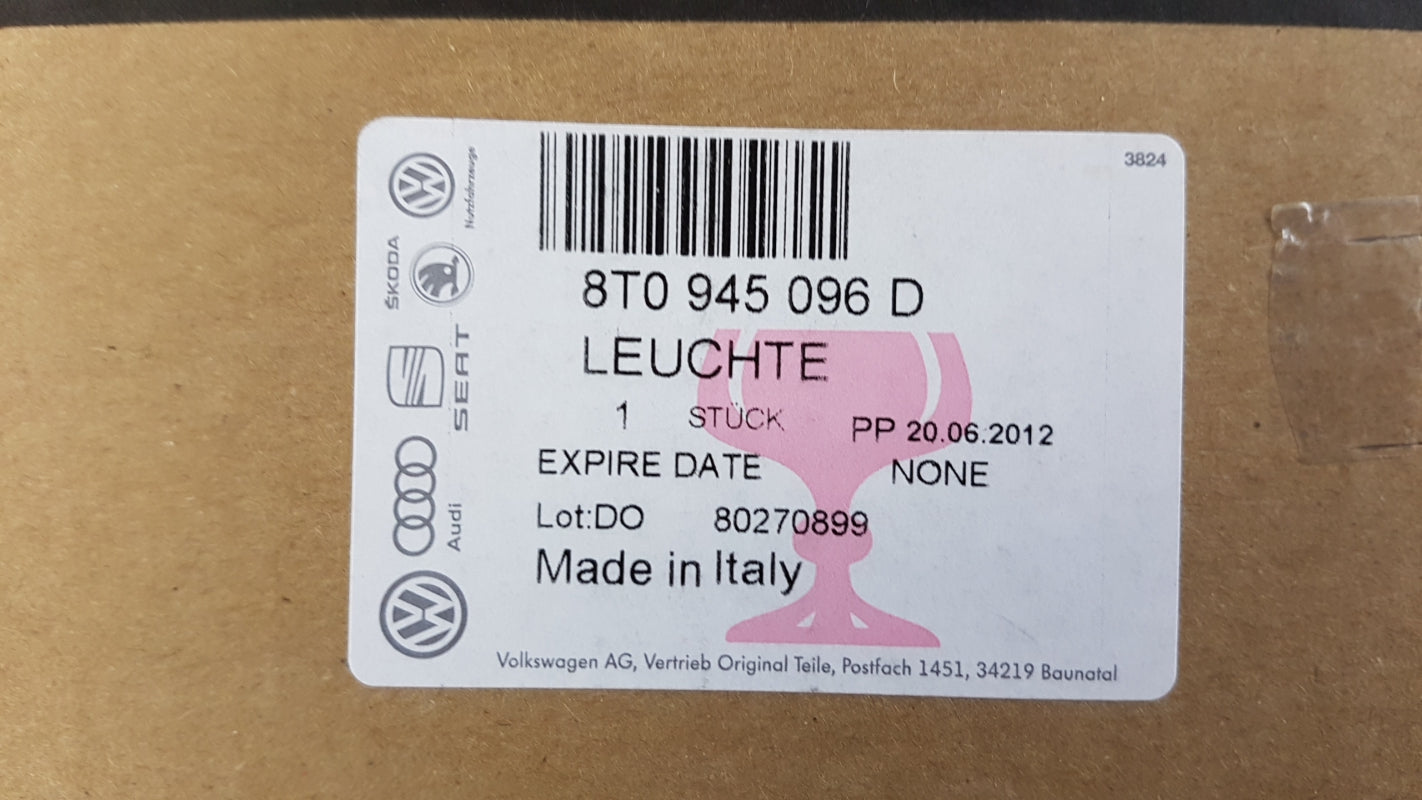 3824
Nutzfahrzeuge
ŠKODA
SEAT
Audi
8T0 945 096 D
LEUCHTE
1 STÜCK PP 20.06.2012
EXPIRE DATE NONE
Lot:DO 80270899
Made in Italy
Volkswagen AG, Vertrieb Original Teile, Postfach 1451, 34219 Baunatal